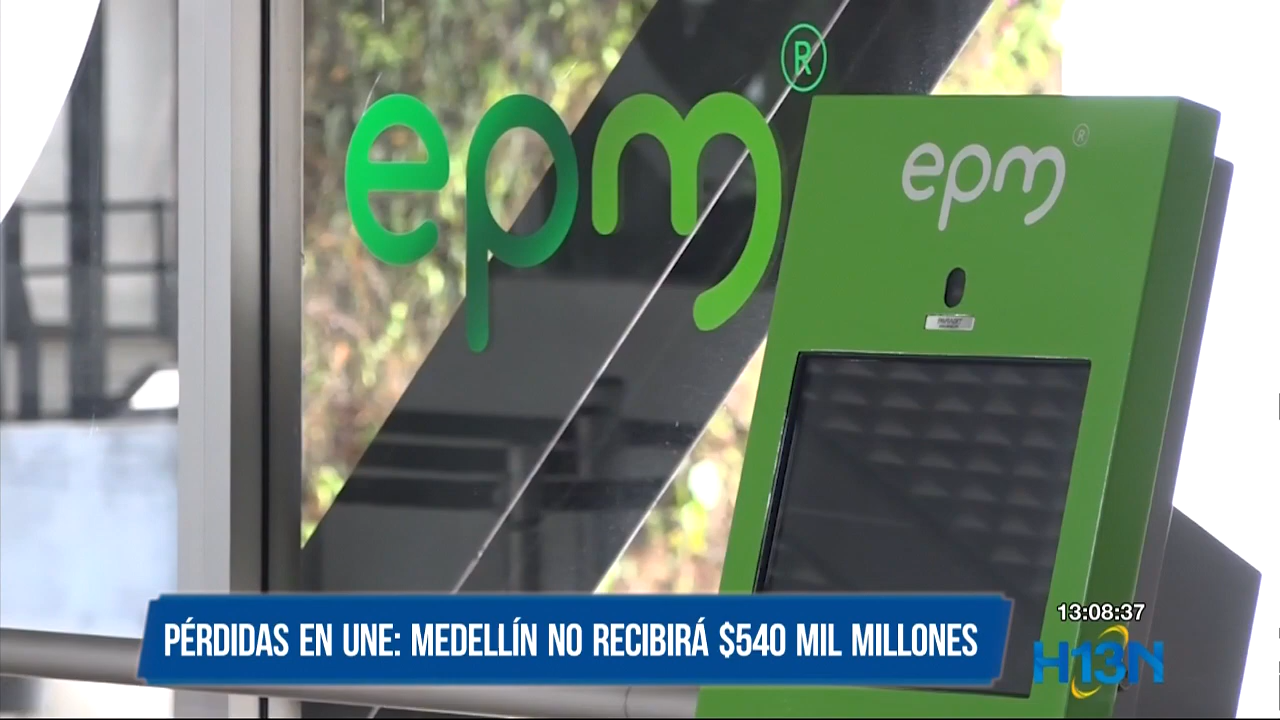 epm®
epm®
PÉRDIDAS EN UNE: MEDELLÍN NO RECIBIRÁ $540 MIL MILLONES
13:08:37
H13N